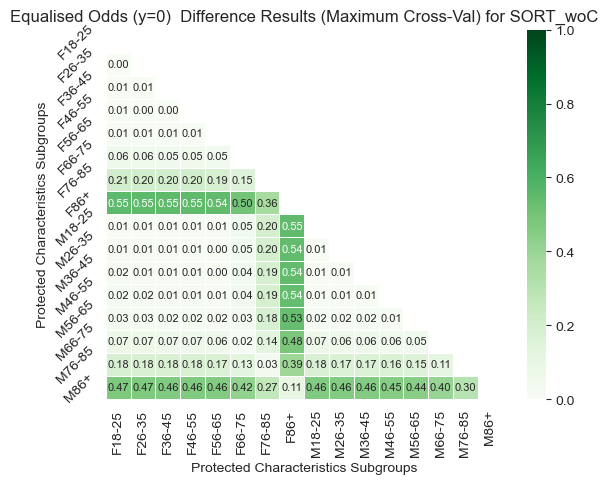 Equalised Odds (y=0)  Difference Results (Maximum Cross-Val) for SORT_woC
Protected Characteristics Subgroups
F18-25
F26-35 0.00
F36-45 0.01 0.01
F46-55 0.01 0.00 0.00
F56-65 0.01 0.01 0.01 0.01
F66-75 0.06 0.06 0.05 0.05 0.05
F76-85 0.21 0.20 0.20 0.20 0.19 0.15
F86+ 0.55 0.55 0.55 0.55 0.54 0.50 0.36
M18-25 0.01 0.01 0.01 0.01 0.01 0.05 0.20 0.55
M26-35 0.01 0.01 0.01 0.01 0.00 0.05 0.20 0.54 0.01
M36-45 0.02 0.01 0.01 0.01 0.00 0.04 0.19 0.54 0.01 0.01
M46-55 0.02 0.02 0.01 0.01 0.01 0.04 0.19 0.54 0.01 0.01 0.01
M56-65 0.03 0.03 0.02 0.02 0.02 0.03 0.18 0.53 0.02 0.02 0.02 0.01
M66-75 0.07 0.07 0.07 0.07 0.06 0.02 0.14 0.48 0.07 0.06 0.06 0.06 0.05
M76-85 0.18 0.18 0.18 0.18 0.17 0.13 0.03 0.39 0.18 0.17 0.17 0.16 0.15 0.11
M86+ 0.47 0.47 0.46 0.46 0.46 0.42 0.27 0.11 0.46 0.46 0.46 0.45 0.44 0.40 0.30
F18-25 F26-35 F36-45 F46-55 F56-65 F66-75 F76-85 F86+ M18-25 M26-35 M36-45 M46-55 M56-65 M66-75 M76-85 M86+
Protected Characteristics Subgroups
1.0
0.8
0.6
0.4
0.2
0.0